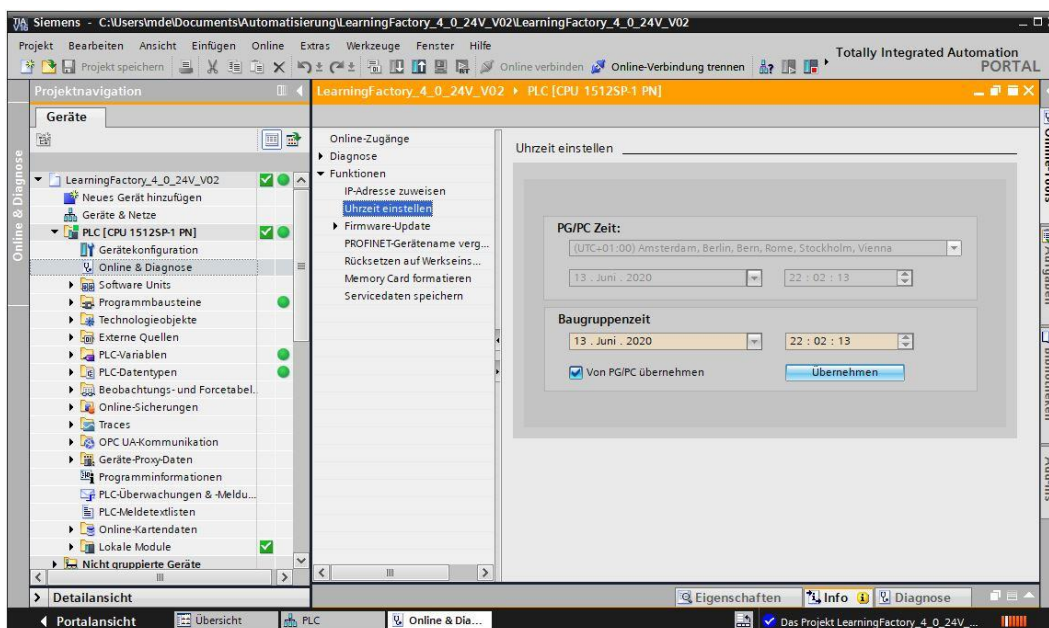 Siemens - C:\Users\mde\Documents\Automatisierung\LearningFactory_4_0_24V_V02\LearningFactory_4_0_24V_V02
Projekt Bearbeiten Ansicht Einfügen Online Extras Werkzeuge Fenster Hilfe
Projekt speichern Online verbinden Online-Verbindung trennen
Totally Integrated Automation
PORTAL
Projektnavigation
LearningFactory_4_0_24V_V02 PLC [CPU 1512SP-1 PN]
Geräte
Online & Diagnose
LearningFactory_4_0_24V_V02
Neues Gerät hinzufügen
Geräte & Netze
PLC [CPU 1512SP-1 PN]
Gerätekonfiguration
Online & Diagnose
Software Units
Programmbausteine
Technologieobjekte
Externe Quellen
PLC-Variablen
PLC-Datentypen
Beobachtungs- und Forcetabel..
Online-Sicherungen
Traces
OPC UA-Kommunikation
Geräte-Proxy-Daten
Programminformationen
PLC-Überwachungen & -Meldu...
PLC-Meldetextlisten
Online-Kartendaten
Lokale Module
Nicht gruppierte Geräte
Detailansicht
Online-Zugänge
Diagnose
Funktionen
IP-Adresse zuweisen
Uhrzeit einstellen
Firmware-Update
PROFINET-Gerätename verg...
Rücksetzen auf Werkseins...
Memory Card formatieren
Servicedaten speichern
Uhrzeit einstellen
PG/PC Zeit:
(UTC+01:00) Amsterdam, Berlin, Bern, Rome, Stockholm, Vienna
13 . Juni . 2020 22 : 02 : 13
Baugruppenzeit
13 . Juni . 2020 22 : 02 : 13
Von PG/PC übernehmen Übernehmen
Eigenschaften Info Diagnose
Portalansicht Übersicht PLC Online & Dia... Das Projekt LearningFactory_4_0_24V_...